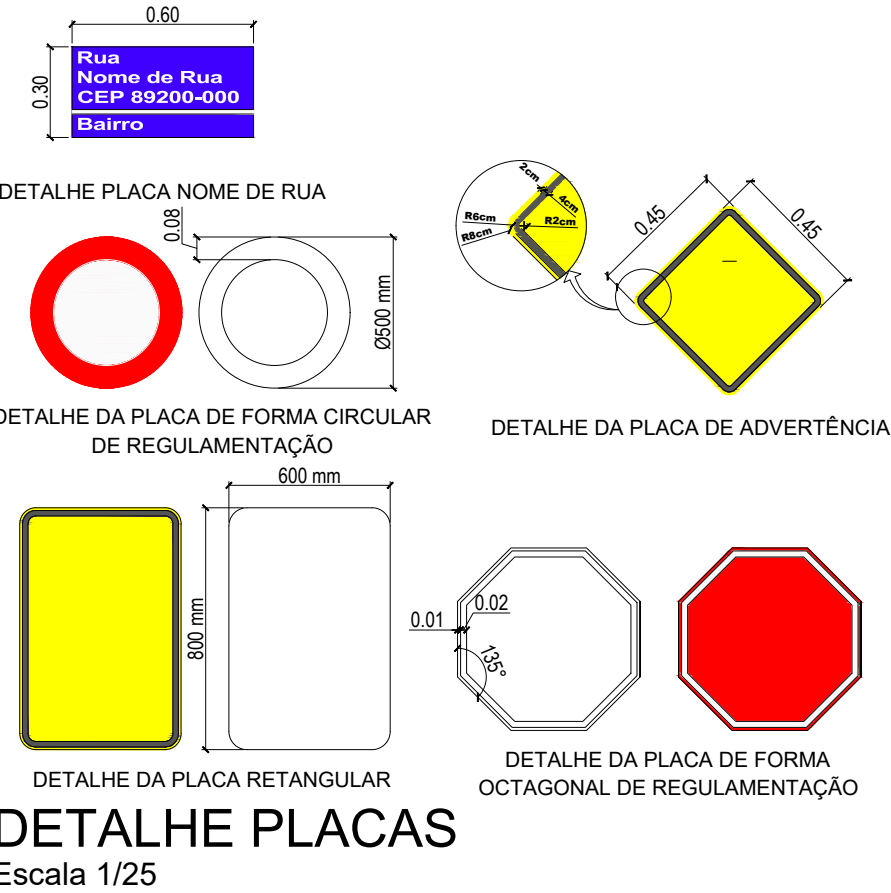 0.60
0.30
Rua
Nome de Rua
CEP 89200-000
Bairro
DETALHE PLACA NOME DE RUA
0.08
Ø500 mm
DETALHE DA PLACA DE FORMA CIRCULAR
DE REGULAMENTAÇÃO
2cm
4cm
R6cm
R2cm
R8cm
0.45
0.45
DETALHE DA PLACA DE ADVERTÊNCIA
600 mm
800 mm
DETALHE DA PLACA RETANGULAR
0.01
0.02
135°
DETALHE DA PLACA DE FORMA
OCTAGONAL DE REGULAMENTAÇÃO
DETALHE PLACAS
Escala 1/25